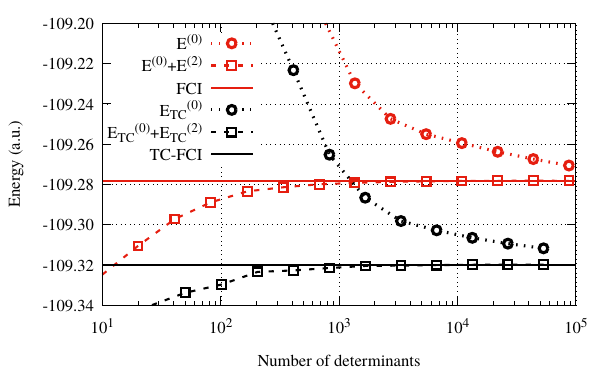 -109.20
-109.22
-109.24
-109.26
-109.28
-109.30
-109.32
-109.34
Energy (a.u.)
E(0)
E(0)+E(2)
FCI
ETC(0)
ETC(0)+ETC(2)
TC-FCI
10¹ 10² 10³ 10⁴ 10⁵
Number of determinants